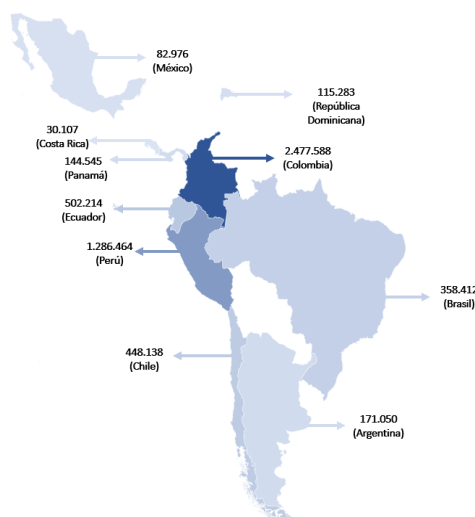 82.976
(México)
115.283
(República
Dominicana)
30.107
(Costa Rica)
144.545
(Panamá)
2.477.588
(Colombia)
502.214
(Ecuador)
1.286.464
(Perú)
358.412
(Brasil)
448.138
(Chile)
171.050
(Argentina)